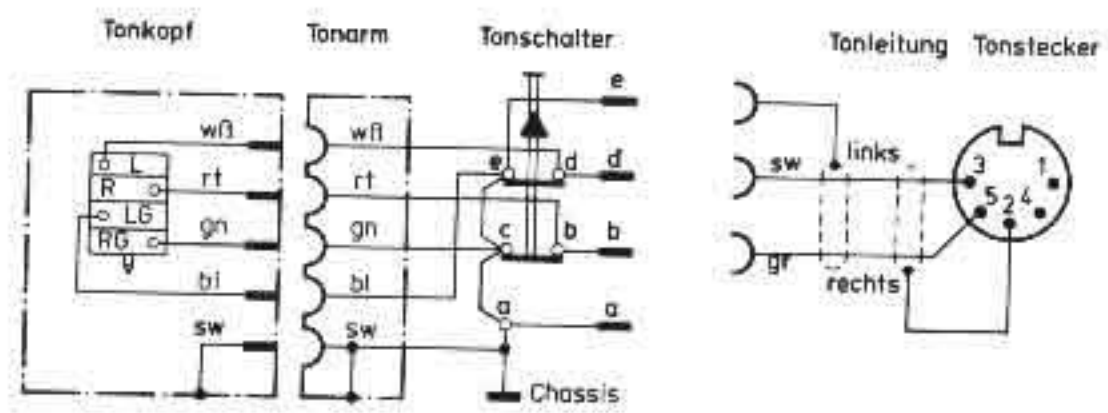 Tonkopf
Tonarm
Tonschalter
Tonleitung
Tonstecker
wß
L
R
rt
LG
gn
RG
bl
sw
wß
rt
gn
bl
sw
e
e
d
d
c
b
b
a
a
Chassis
links
sw
gr
rechts
3
1
5
2
4